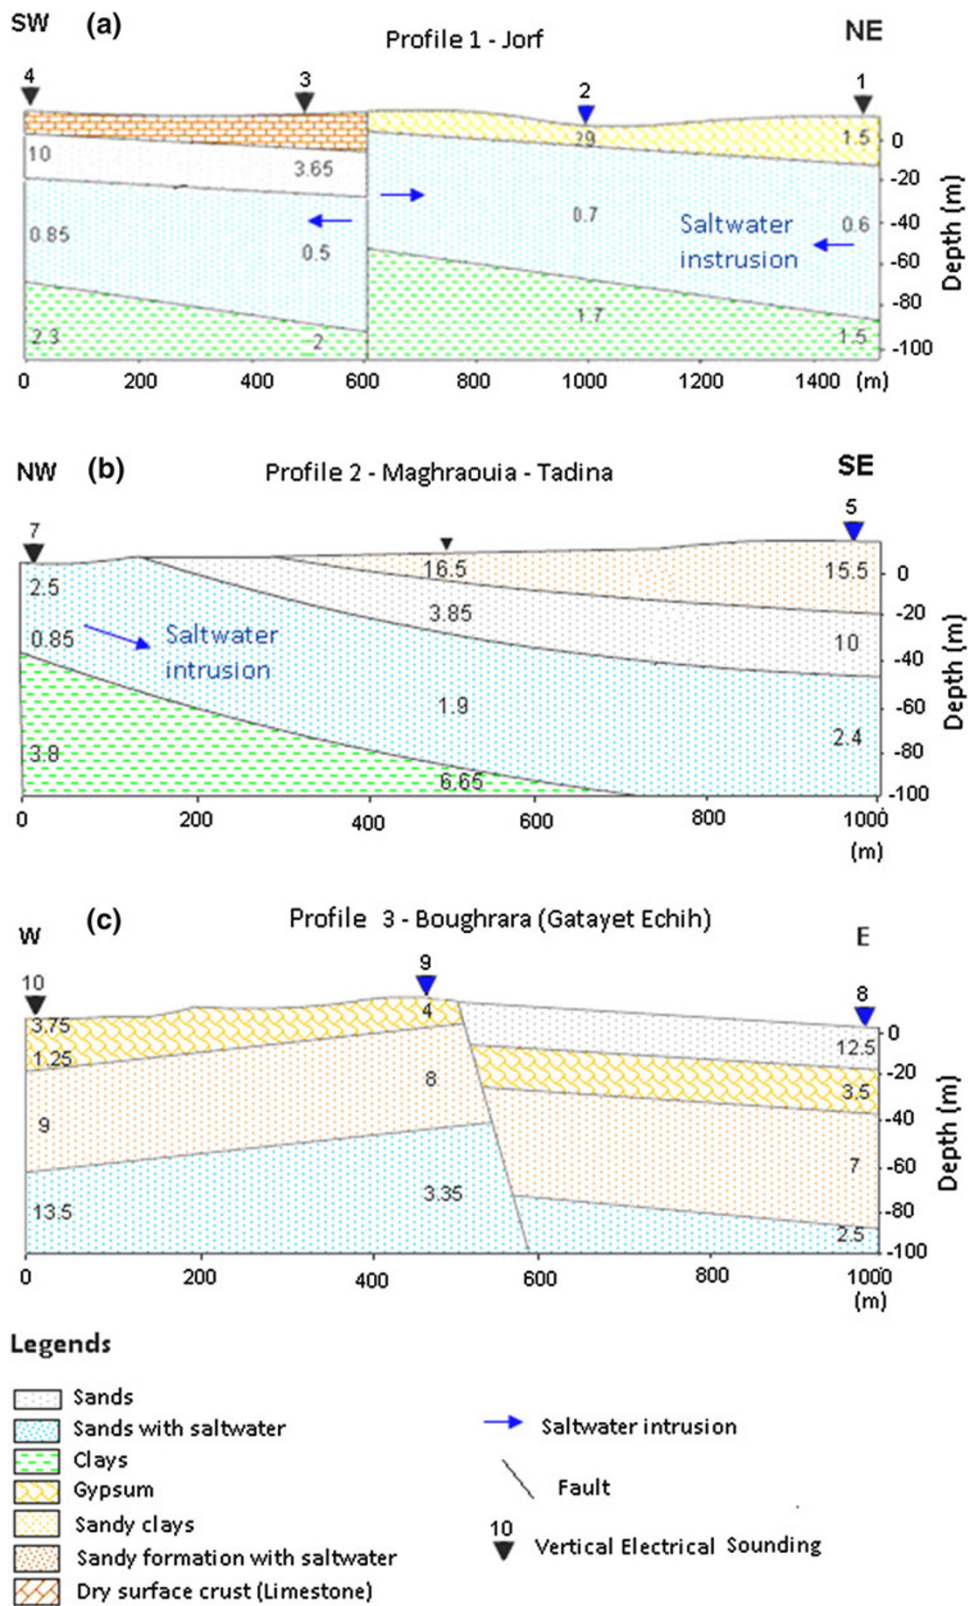 SW (a) Profile 1 - Jorf NE
4 3 2 1
29 1.5 0
10 3.65 -20
0.85 0.5 0.7 Saltwater 0.6 -40
instrusion -60
-80
2.3 2 1.7 1.5 -100
Depth (m)
0 200 400 600 800 1000 1200 1400 (m)
NW (b) Profile 2 - Maghraouia - Tadina SE
7 5
2.5 16.5 15.5 0
3.85 -20
0.85 Saltwater 10
intrusion -40
1.9 -60
2.4
3.8 -80
6.65 -100
Depth (m)
0 200 400 600 800 1000
(m)
W (c) Profile 3 - Boughrara (Gatayet Echih) E
10 9 8
3.75 4 12.5 0
1.25 -20
8 3.5
9 -40
7 -60
13.5 3.35 -80
2.5 -100
Depth (m)
0 200 400 600 800 1000
(m)
Legends
Sands
Sands with saltwater
Clays
Gypsum
Sandy clays
Sandy formation with saltwater
Dry surface crust (Limestone)
Saltwater intrusion
Fault
10 Vertical Electrical Sounding